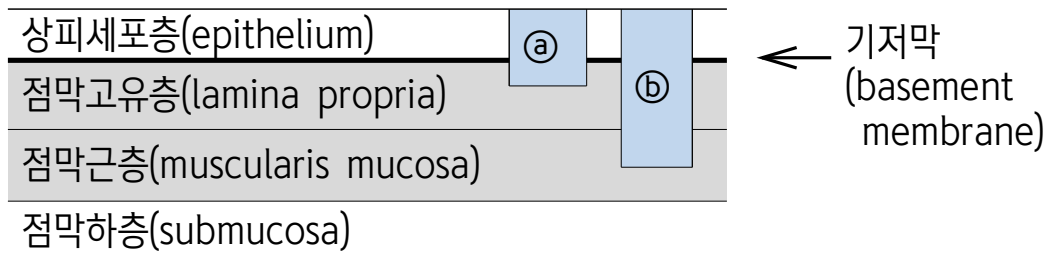 상피세포층(epithelium)
ⓐ
기저막
(basement
membrane)
점막고유층(lamina propria)
ⓑ
점막근층(muscularis mucosa)
점막하층(submucosa)